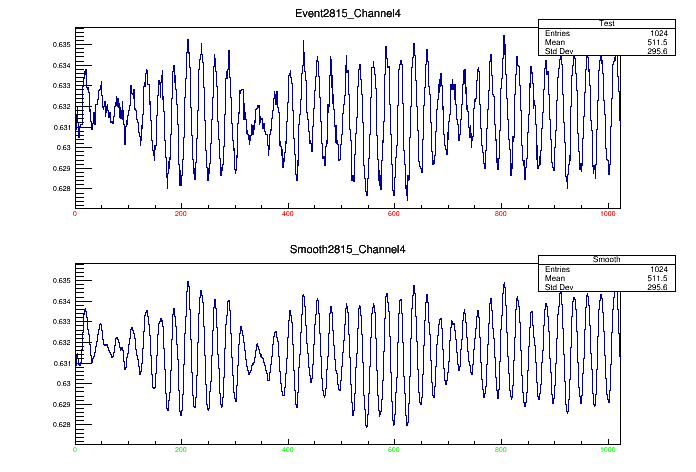 Event2815_Channel4
Test
Entries 1024
Mean 511.5
Std Dev 295.6
0.635
0.634
0.633
0.632
0.631
0.63
0.629
0.628
0 200 400 600 800 1000
Smooth2815_Channel4
Smooth
Entries 1024
Mean 511.5
Std Dev 295.6
0.635
0.634
0.633
0.632
0.631
0.63
0.629
0.628
0 200 400 600 800 1000